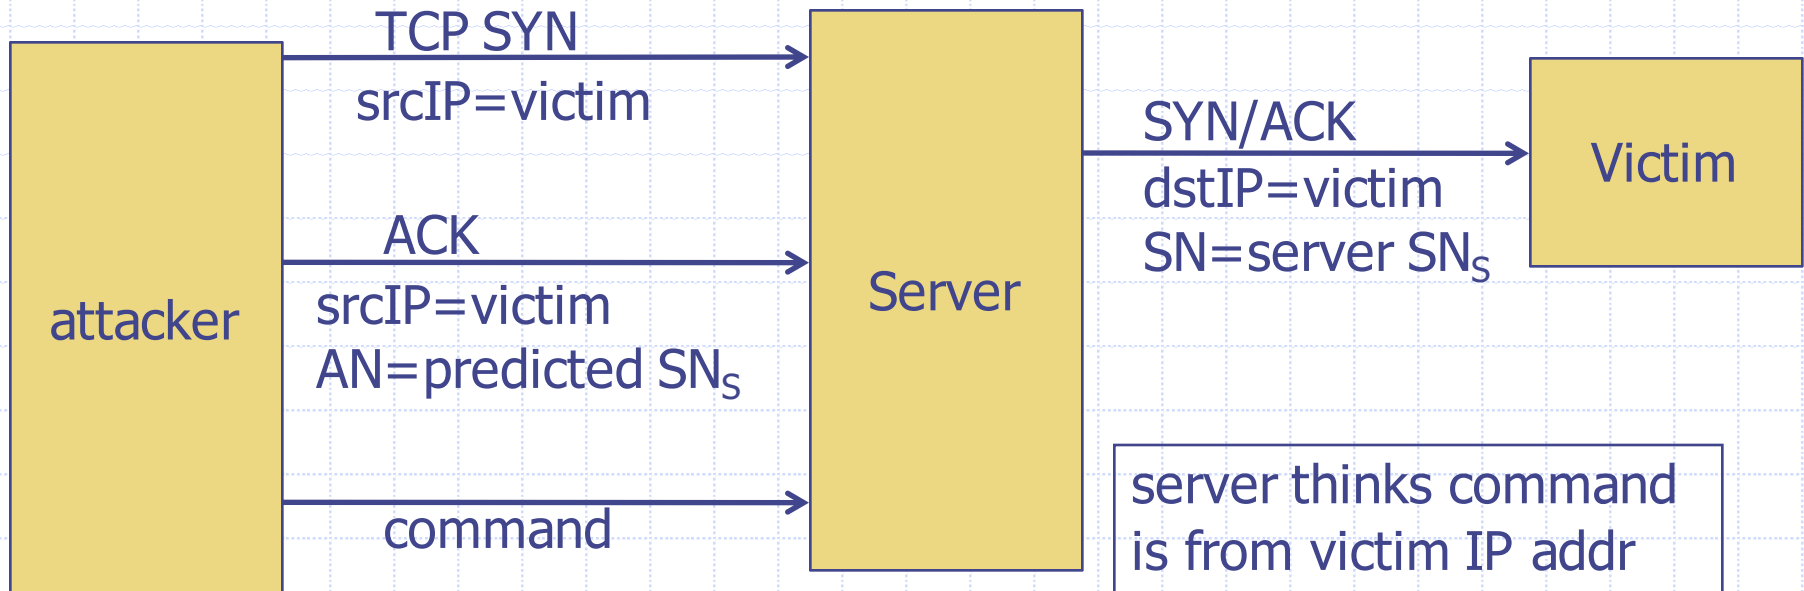 attacker
TCP SYN
srcIP=victim
ACK
srcIP=victim
AN=predicted SNS
command
Server
SYN/ACK
dstIP=victim
SN=server SNS
Victim
server thinks command
is from victim IP addr